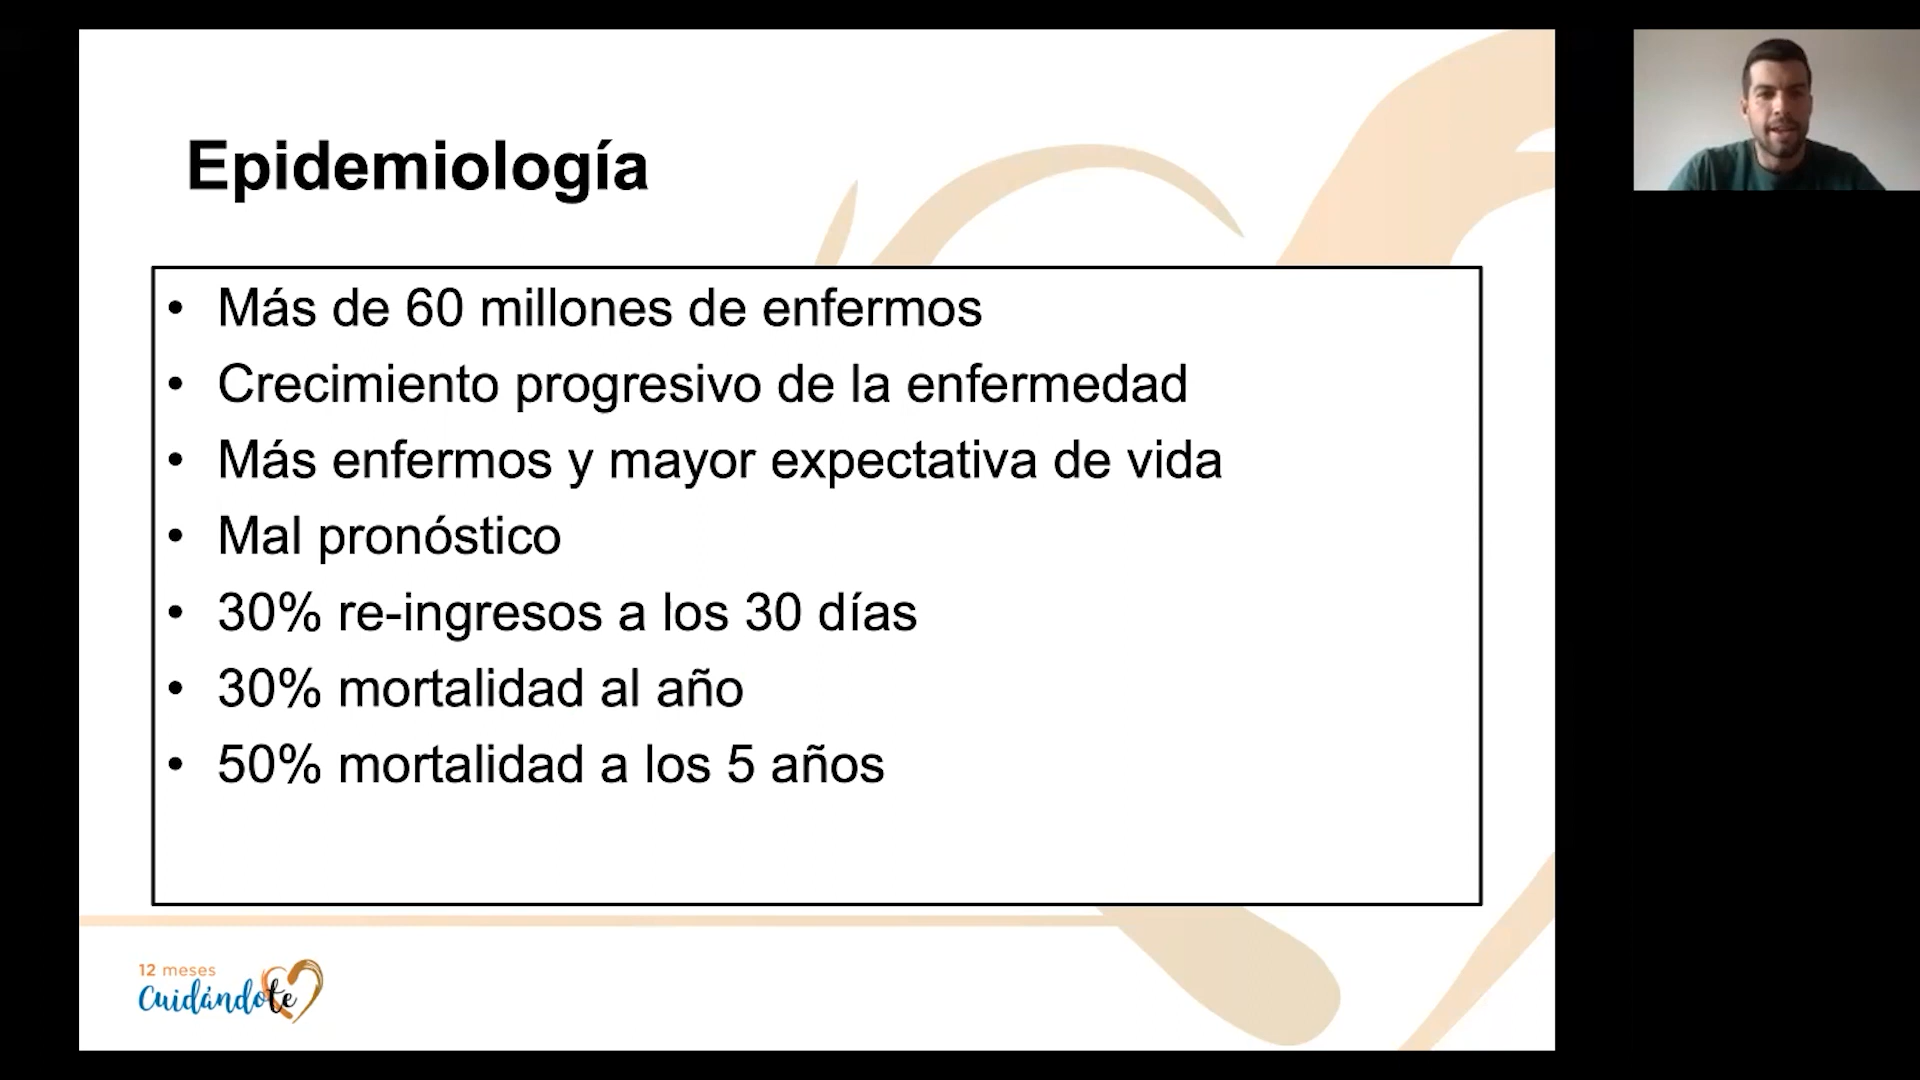 Epidemiología
• Más de 60 millones de enfermos
• Crecimiento progresivo de la enfermedad
• Más enfermos y mayor expectativa de vida
• Mal pronóstico
• 30% re-ingresos a los 30 días
• 30% mortalidad al año
• 50% mortalidad a los 5 años
12 meses
Cuidándote